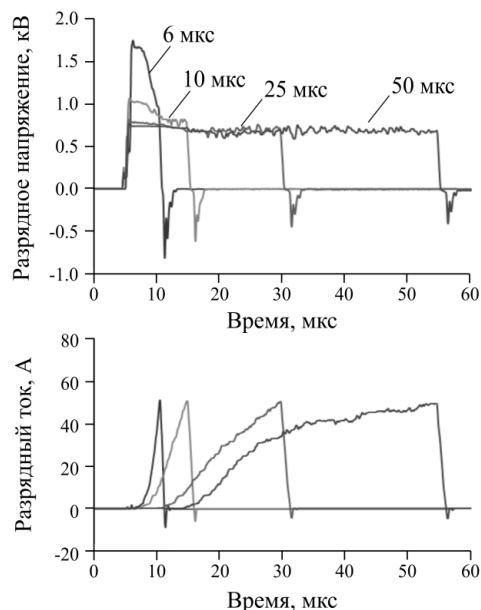 Разрядное напряжение, кВ
2.0
1.5
1.0
0.5
0.0
-0.5
-1.0
6 мкс
10 мкс
25 мкс
50 мкс
0 10 20 30 40 50 60
Время, мкс
Разрядный ток, А
80
60
40
20
0
-20
0 10 20 30 40 50 60
Время, мкс